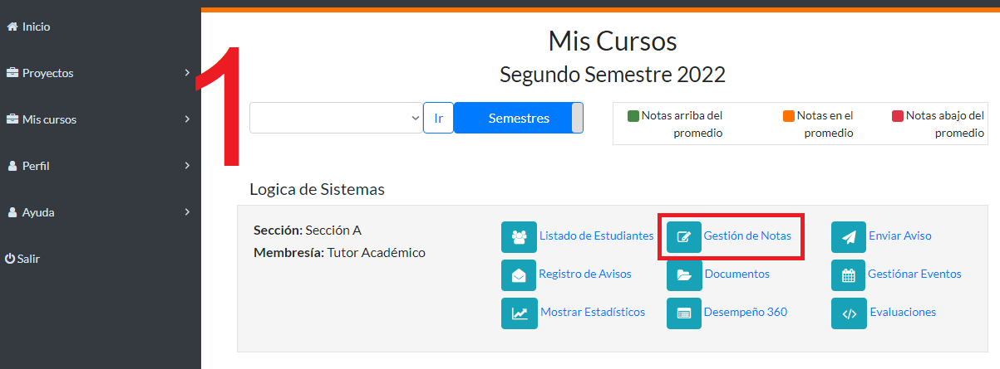 Inicio
Proyectos
Mis cursos
Perfil
Ayuda
Salir
1
Mis Cursos
Segundo Semestre 2022
Ir
Semestres
Notas arriba del
promedio
Notas en el
promedio
Notas abajo del
promedio
Logica de Sistemas
Sección: Sección A
Membresía: Tutor Académico
Listado de Estudiantes
Gestión de Notas
Enviar Aviso
Registro de Avisos
Documentos
Gestiónar Eventos
Mostrar Estadísticos
Desempeño 360
Evaluaciones